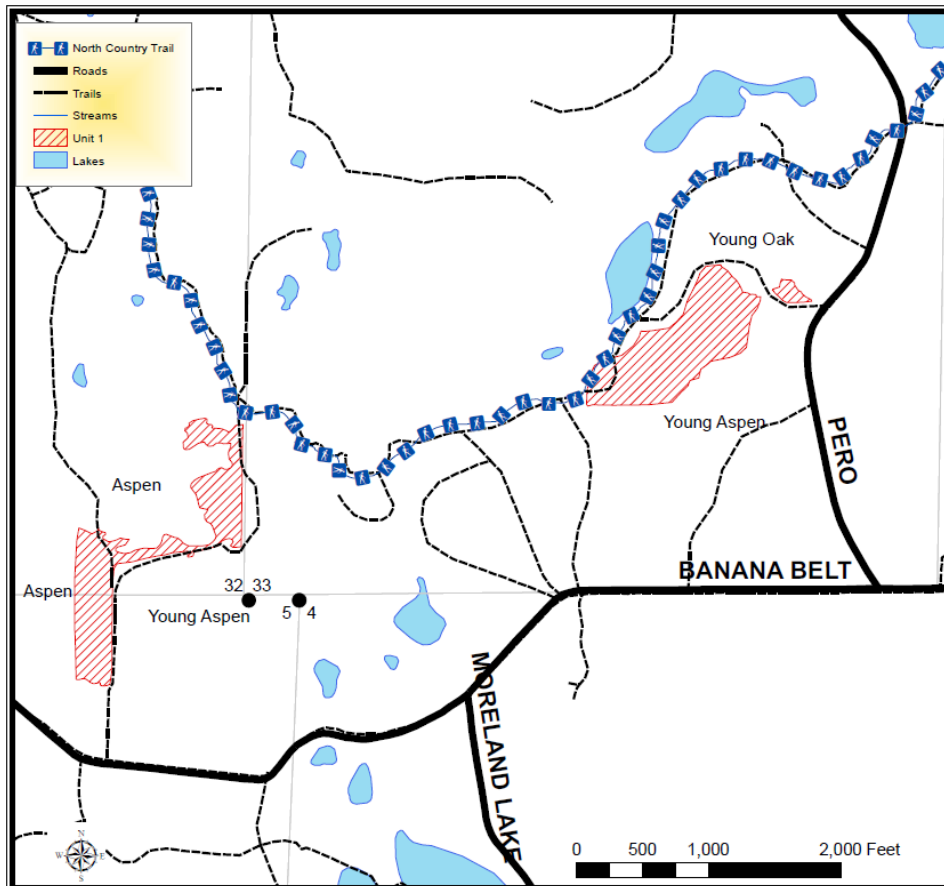 North Country Trail
Roads
Trails
Streams
Unit 1
Lakes
Young Oak
Young Aspen
PERO
Aspen
BANANA BELT
Aspen
32 33
Young Aspen
5 4
MORELAND LAKE
N
W E
S
0 500 1,000 2,000 Feet